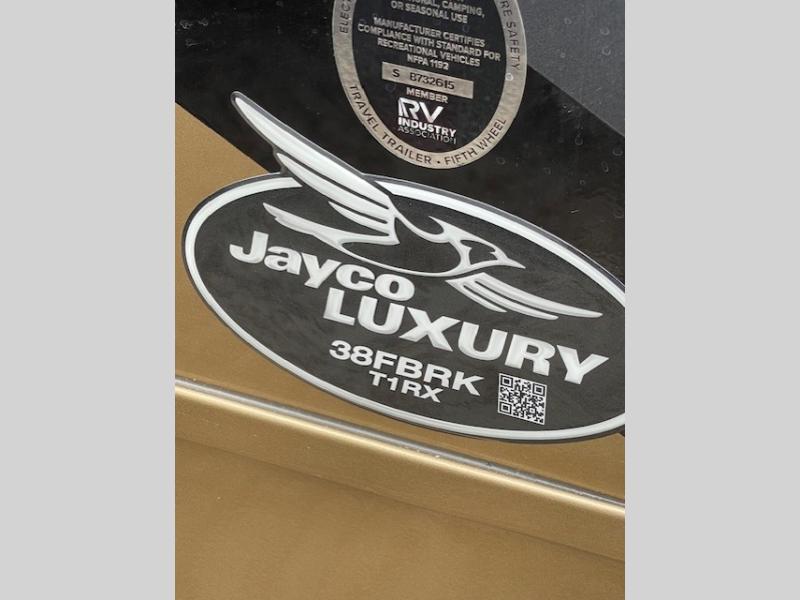 OR SEASONAL USE
MANUFACTURER CERTIFIES
COMPLIANCE WITH STANDARD FOR
RECREATIONAL VEHICLES
NFPA 1192
S B732615
MEMBER
RV
INDUSTRY
ASSOCIATION
TRAVEL TRAILER • FIFTH WHEEL
SAFETY
Jayco
LUXURY
38FBRK
T1RX